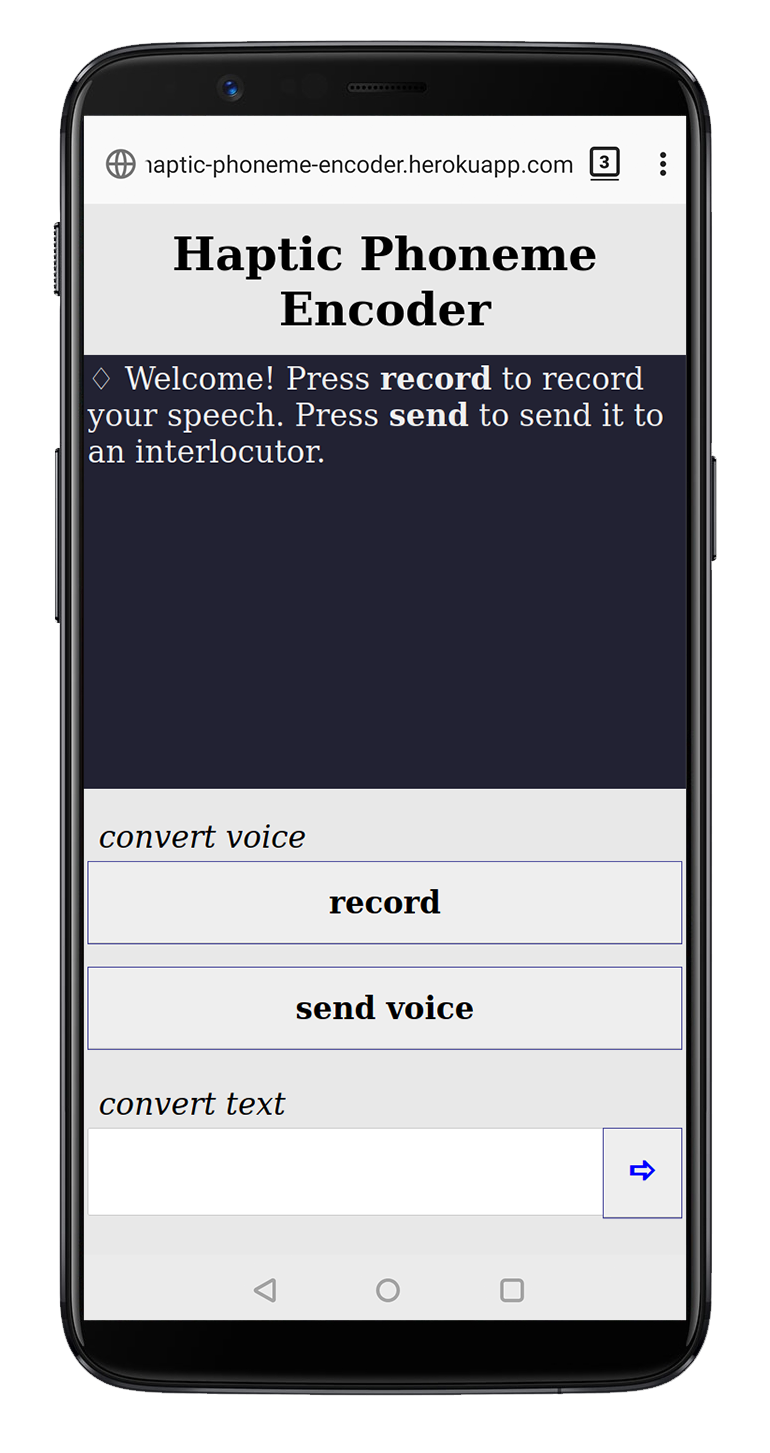 haptic-phoneme-encoder.herokuapp.com 3
Haptic Phoneme
Encoder
♢ Welcome! Press record to record
your speech. Press send to send it to
an interlocutor.
convert voice
record
send voice
convert text
⇨